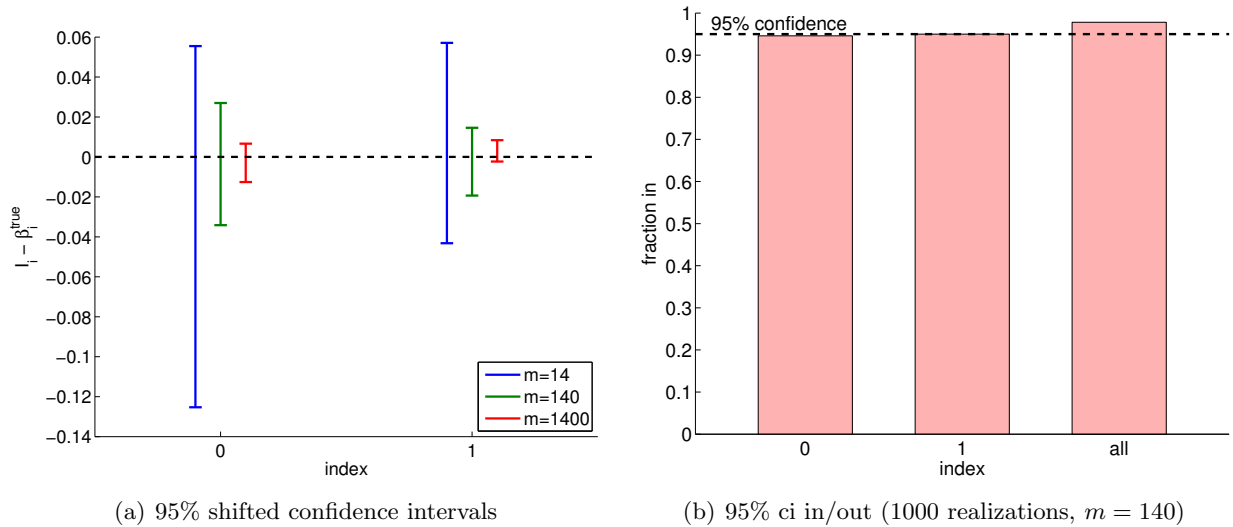 0.06
0.04
0.02
0
−0.02
−0.04
−0.06
−0.08
−0.1
−0.12
−0.14
I_i − β_i^true
0 1
index
m=14
m=140
m=1400
(a) 95% shifted confidence intervals
1
0.9
0.8
0.7
0.6
0.5
0.4
0.3
0.2
0.1
0
fraction in
95% confidence
0 1 all
index
(b) 95% ci in/out (1000 realizations, m = 140)